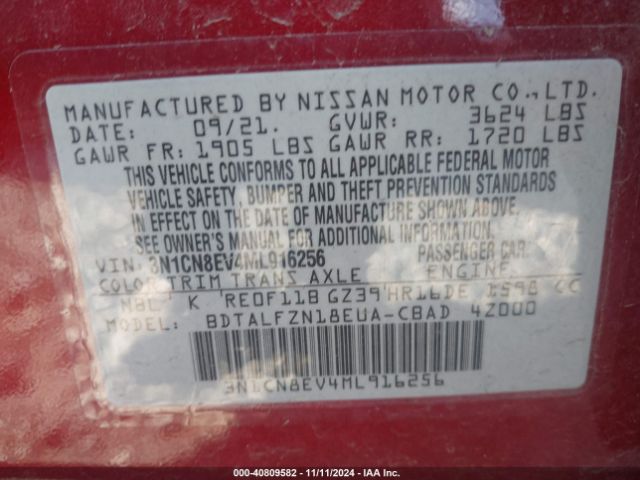 MANUFACTURED BY NISSAN MOTOR CO., LTD.
DATE: 09/21. GVWR: 3624 LBS
GAWR FR: 1905 LBS GAWR RR: 1720 LBS
THIS VEHICLE CONFORMS TO ALL APPLICABLE FEDERAL MOTOR
VEHICLE SAFETY, BUMPER AND THEFT PREVENTION STANDARDS
IN EFFECT ON THE DATE OF MANUFACTURE SHOWN ABOVE.
SEE OWNER'S MANUAL FOR ADDITIONAL INFORMATION.
VIN: 3N1CN8EV4ML916256 PASSENGER CAR
COLOR TRIM TRANS AXLE ENGINE
NBL K RE0F11B GZ39 HR16DE 1598 CC
BDTALFZN18EUA-CBAD 4Z000
3N1CN8EV4ML916256
000-40809582 - 11/11/2024 - IAA Inc.